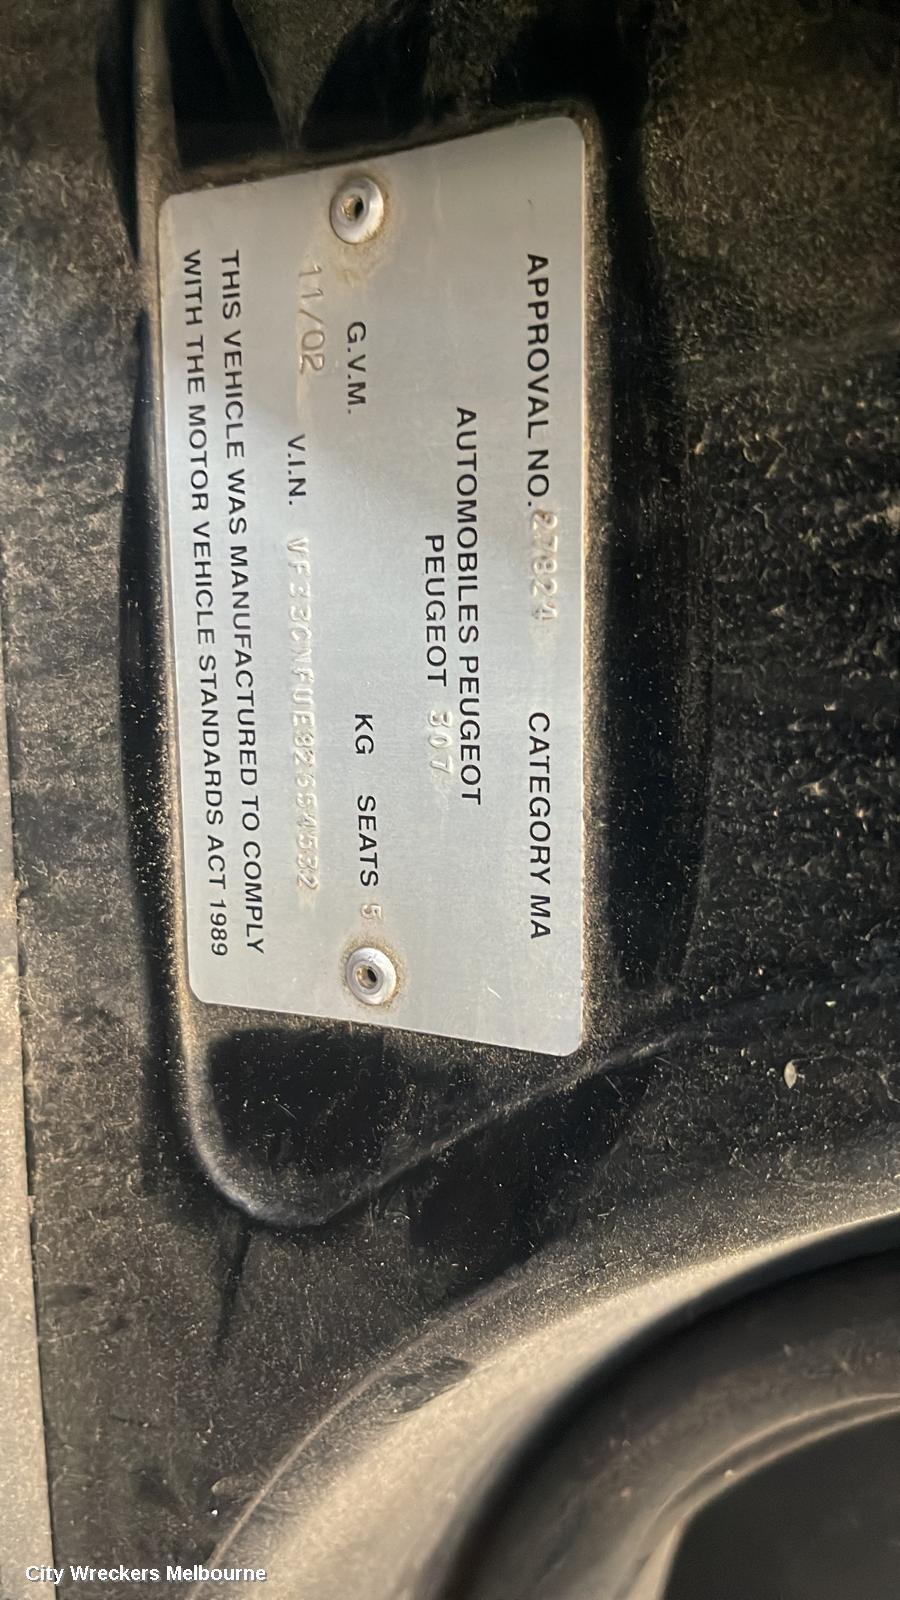 APPROVAL NO. 27824 CATEGORY MA
AUTOMOBILES PEUGEOT
PEUGEOT 307
G.V.M. KG SEATS 5
11/02 V.I.N.
THIS VEHICLE WAS MANUFACTURED TO COMPLY
WITH THE MOTOR VEHICLE STANDARDS ACT 1989
City Wreckers Melbourne